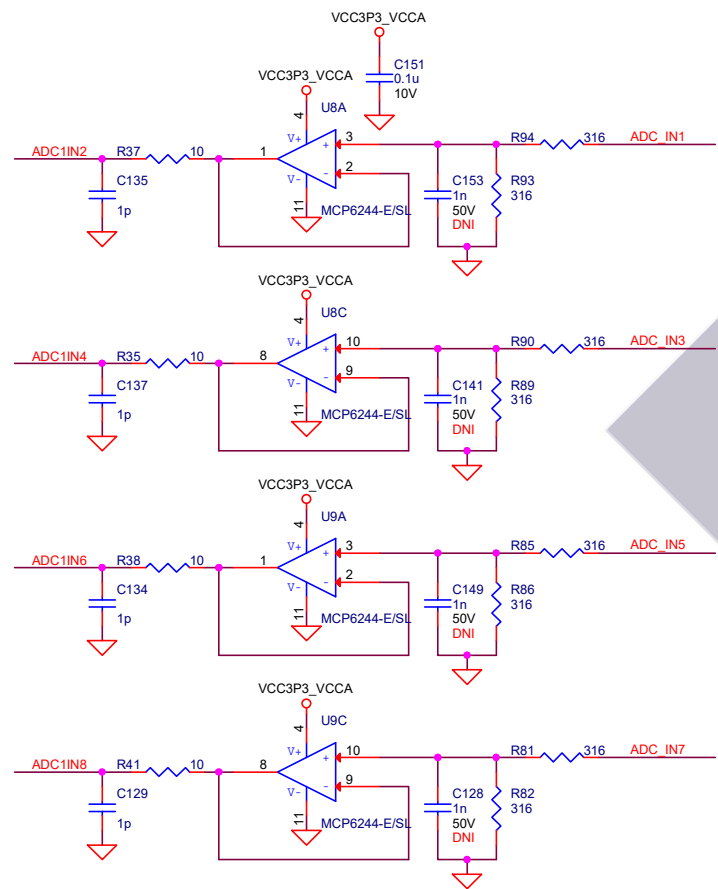 VCC3P3_VCCA
C151
0.1u
10V
VCC3P3_VCCA
U8A
4
V+
V-
11
ADC1IN2
R37
10
1
3
+
2
-
R94
316
ADC_IN1
C135
1p
MCP6244-E/SL
C153
1n
50V
DNI
R93
316
VCC3P3_VCCA
U8C
4
V+
V-
11
ADC1IN4
R35
10
8
10
+
9
-
R90
316
ADC_IN3
C137
1p
MCP6244-E/SL
C141
1n
50V
DNI
R89
316
VCC3P3_VCCA
U9A
4
V+
V-
11
ADC1IN6
R38
10
1
3
+
2
-
R85
316
ADC_IN5
C134
1p
MCP6244-E/SL
C149
1n
50V
DNI
R86
316
VCC3P3_VCCA
U9C
4
V+
V-
11
ADC1IN8
R41
10
8
10
+
9
-
R81
316
ADC_IN7
C129
1p
MCP6244-E/SL
C128
1n
50V
DNI
R82
316